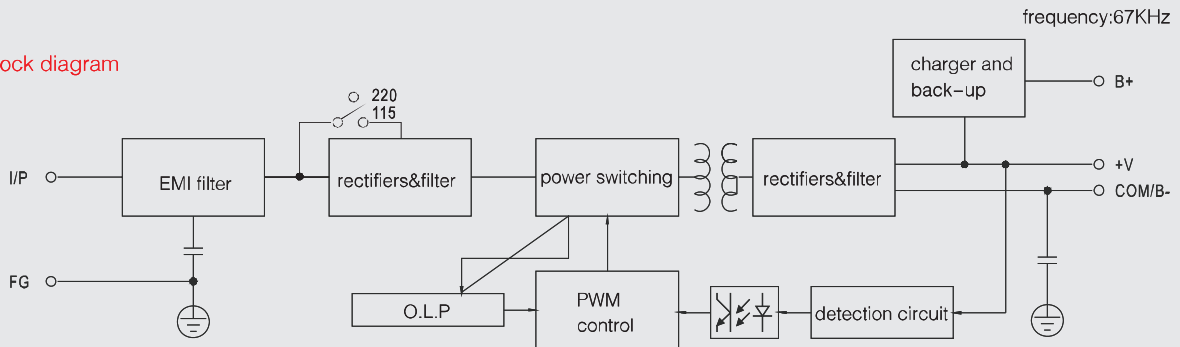 frequency:67KHz
ock diagram
charger and
back-up
B+
220
115
I/P
EMI filter
rectifiers&filter
power switching
rectifiers&filter
+V
COM/B-
FG
O.L.P
PWM
control
detection circuit